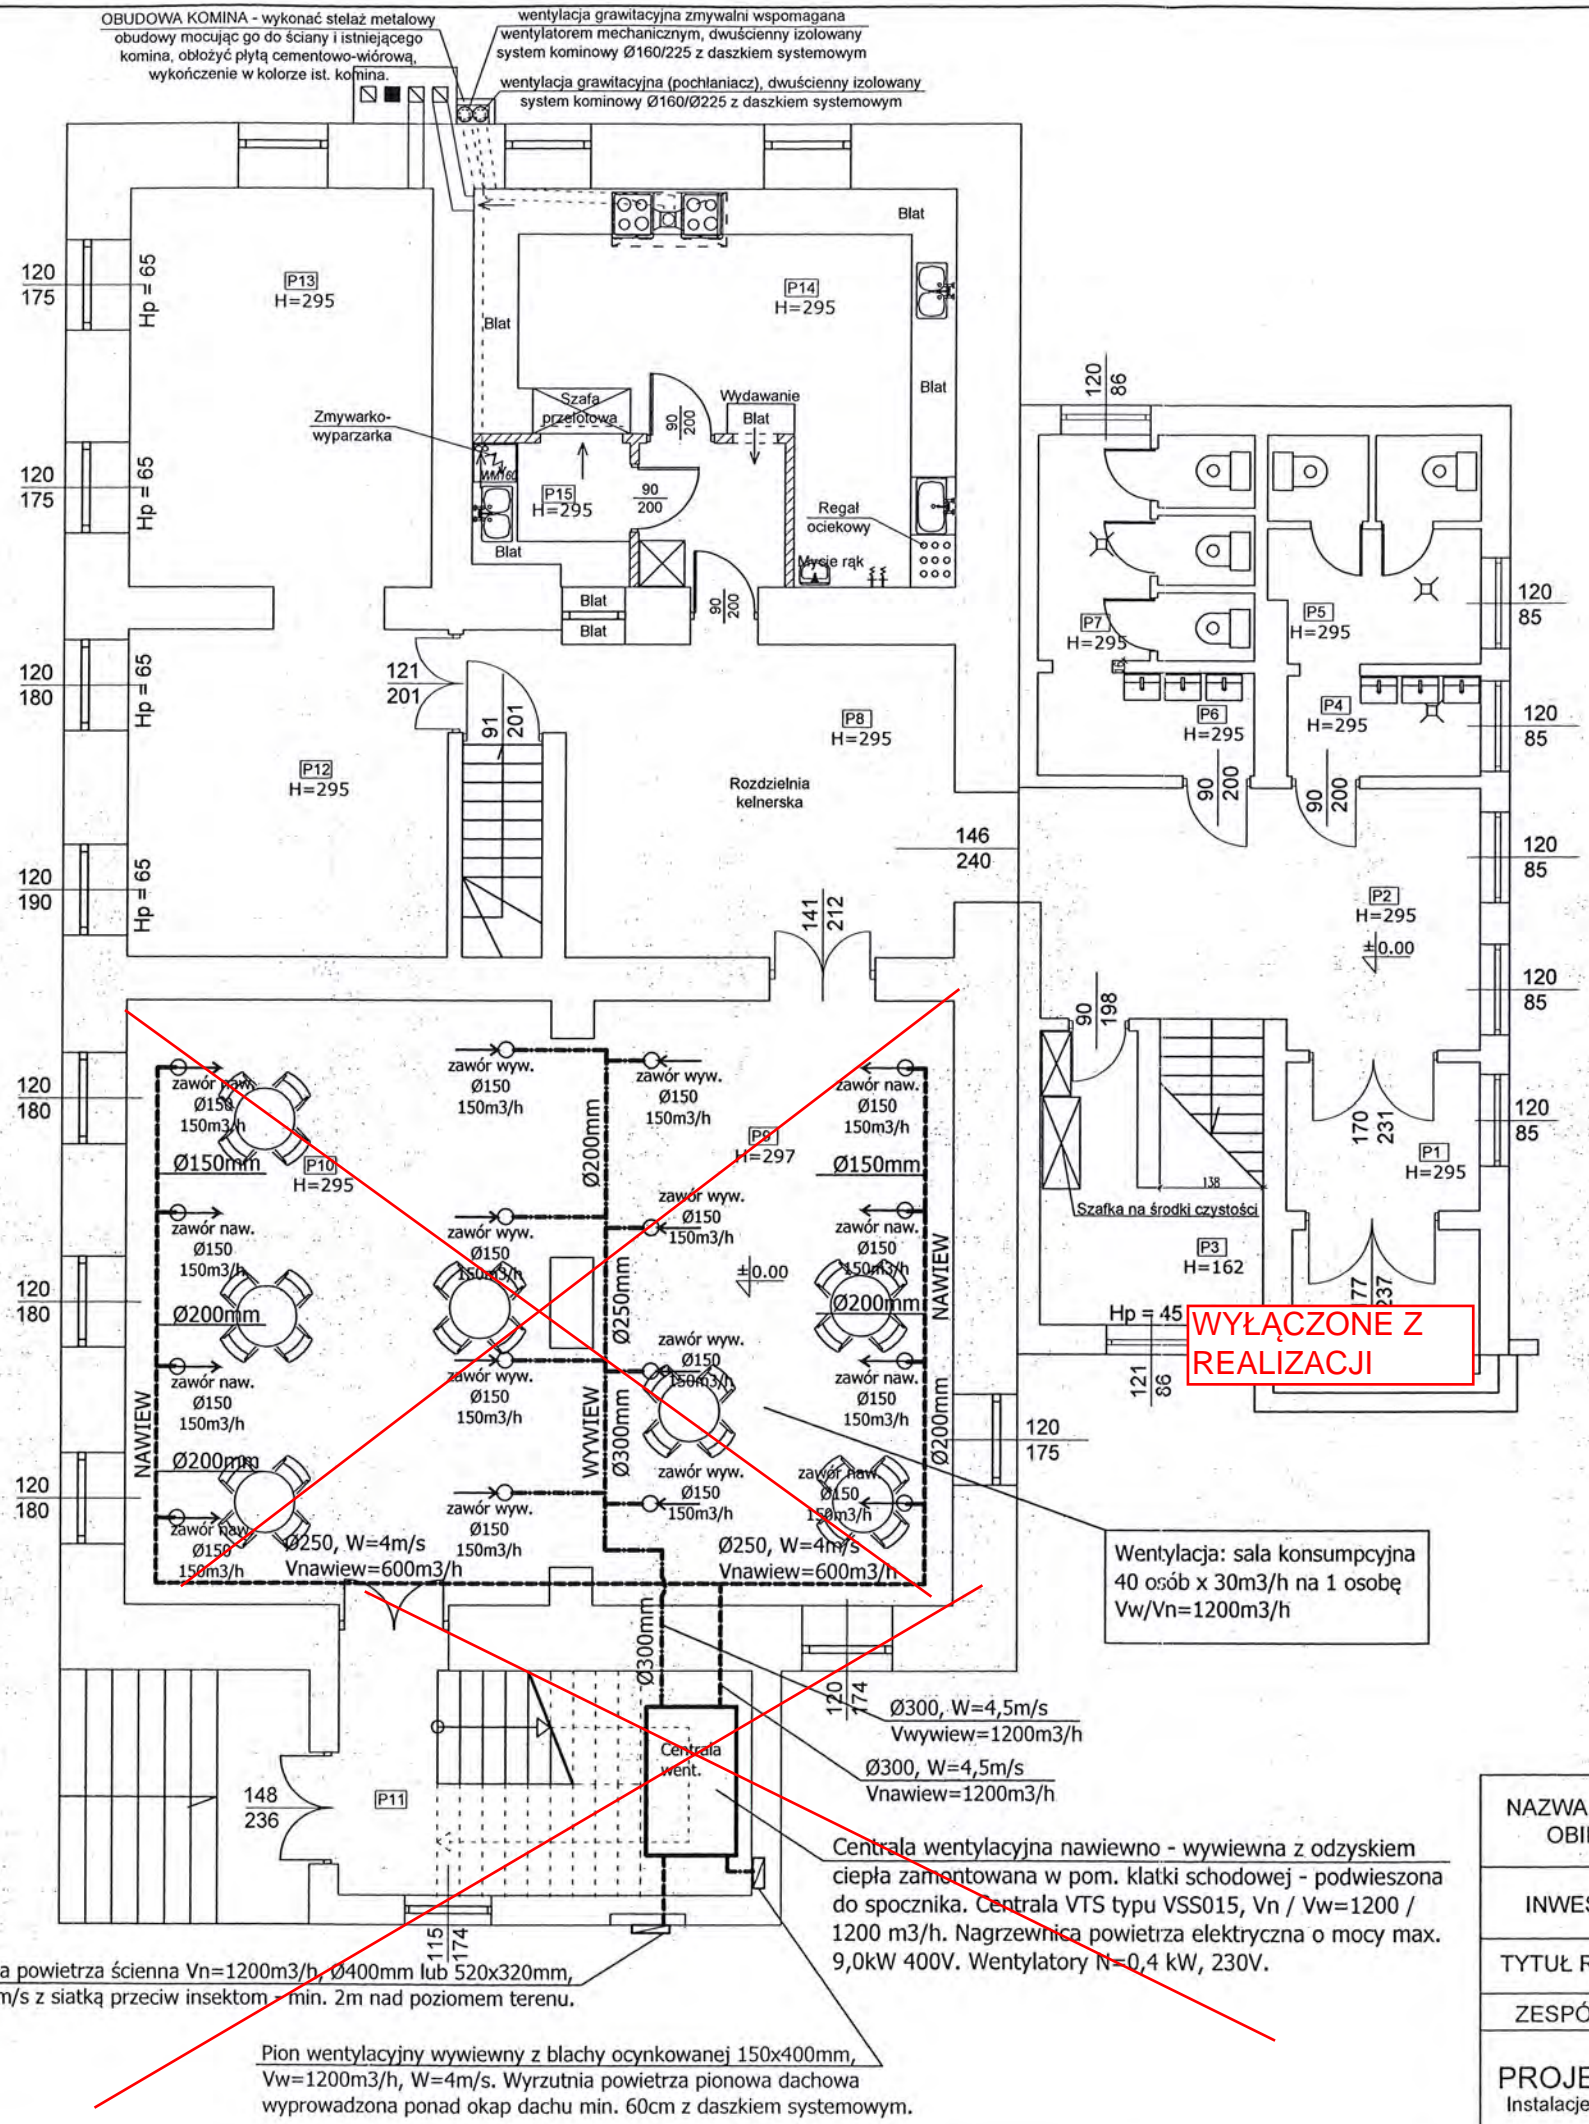 OBUDOWA KOMINA - wykonać stelaż metalowy
obudowy mocując go do ściany i istniejącego
komina, obłożyć płytą cementowo-wiórową,
wykończenie w kolorze ist. komina.
wentylacja grawitacyjna zmywalni wspomagana
wentylatorem mechanicznym, dwuścienny izolowany
system kominowy Ø160/225 z daszkiem systemowym
wentylacja grawitacyjna (pochłaniacz), dwuścienny izolowany
system kominowy Ø160/Ø225 z daszkiem systemowym
120
175
Hp = 65
P13
H=295
Blat
P14
H=295
Blat
Blat
120
86
Zmywarko-
wyparzarka
Szafa
przelotowa
90
200
Wydawanie
Blat
120
175
Hp = 65
WM160
P15
H=295
90
200
Blat
Regał
ociekowy
Mycie rąk
Blat
Blat
90
200
P7
H=295
16
P5
H=295
120
85
120
180
Hp = 65
121
201
91
201
P8
H=295
P6
H=295
P4
H=295
120
85
P12
H=295
Rozdzielnia
kelnerska
90
200
90
200
146
240
120
85
120
190
Hp = 65
141
212
P2
H=295
±0.00
120
85
90
198
120
180
zawór naw.
Ø150
150m3/h
zawór wyw.
Ø150
150m3/h
zawór wyw.
Ø150
150m3/h
zawór naw.
Ø150
150m3/h
Ø200mm
Ø150mm
P10
H=295
P9
H=297
Ø150mm
170
231
P1
H=295
120
85
138
Szafka na środki czystości
zawór naw.
Ø150
150m3/h
zawór wyw.
Ø150
150m3/h
zawór wyw.
Ø150
150m3/h
zawór naw.
Ø150
150m3/h
±0.00
P3
H=162
NAWIEW
120
180
Ø200mm
Ø250mm
Ø200mm
Hp = 45
177
237
WYŁĄCZONE Z
REALIZACJI
121
86
zawór naw.
Ø150
150m3/h
zawór wyw.
Ø150
150m3/h
zawór wyw.
Ø150
150m3/h
zawór naw.
Ø150
150m3/h
NAWIEW
WYWIEW
Ø300mm
Ø200mm
120
175
Ø200mm
120
180
zawór naw.
Ø150
150m3/h
zawór wyw.
Ø150
150m3/h
zawór wyw.
Ø150
150m3/h
zawór naw.
Ø150
150m3/h
Ø250, W=4m/s
Vnawiew=600m3/h
Ø250, W=4m/s
Vnawiew=600m3/h
Wentylacja: sala konsumpcyjna
40 osób x 30m3/h na 1 osobę
Vw/Vn=1200m3/h
Ø300mm
120
174
Ø300, W=4,5m/s
Vwywiew=1200m3/h
Centrala
went.
Ø300, W=4,5m/s
Vnawiew=1200m3/h
148
236
P11
Centrala wentylacyjna nawiewno - wywiewna z odzyskiem
ciepła zamontowana w pom. klatki schodowej - podwieszona
do spocznika. Centrala VTS typu VSS015, Vn / Vw=1200 /
1200 m3/h. Nagrzewnica powietrza elektryczna o mocy max.
9,0kW 400V. Wentylatory N=0,4 kW, 230V.
115
174
a powietrza ścienna Vn=1200m3/h, Ø400mm lub 520x320mm,
m/s z siatką przeciw insektom - min. 2m nad poziomem terenu.
Pion wentylacyjny wywiewny z blachy ocynkowanej 150x400mm,
Vw=1200m3/h, W=4m/s. Wyrzutnia powietrza pionowa dachowa
wyprowadzona ponad okap dachu min. 60cm z daszkiem systemowym.
NAZWA
OBI
INWES
TYTUŁ R
ZESPÓ
PROJE
Instalacje